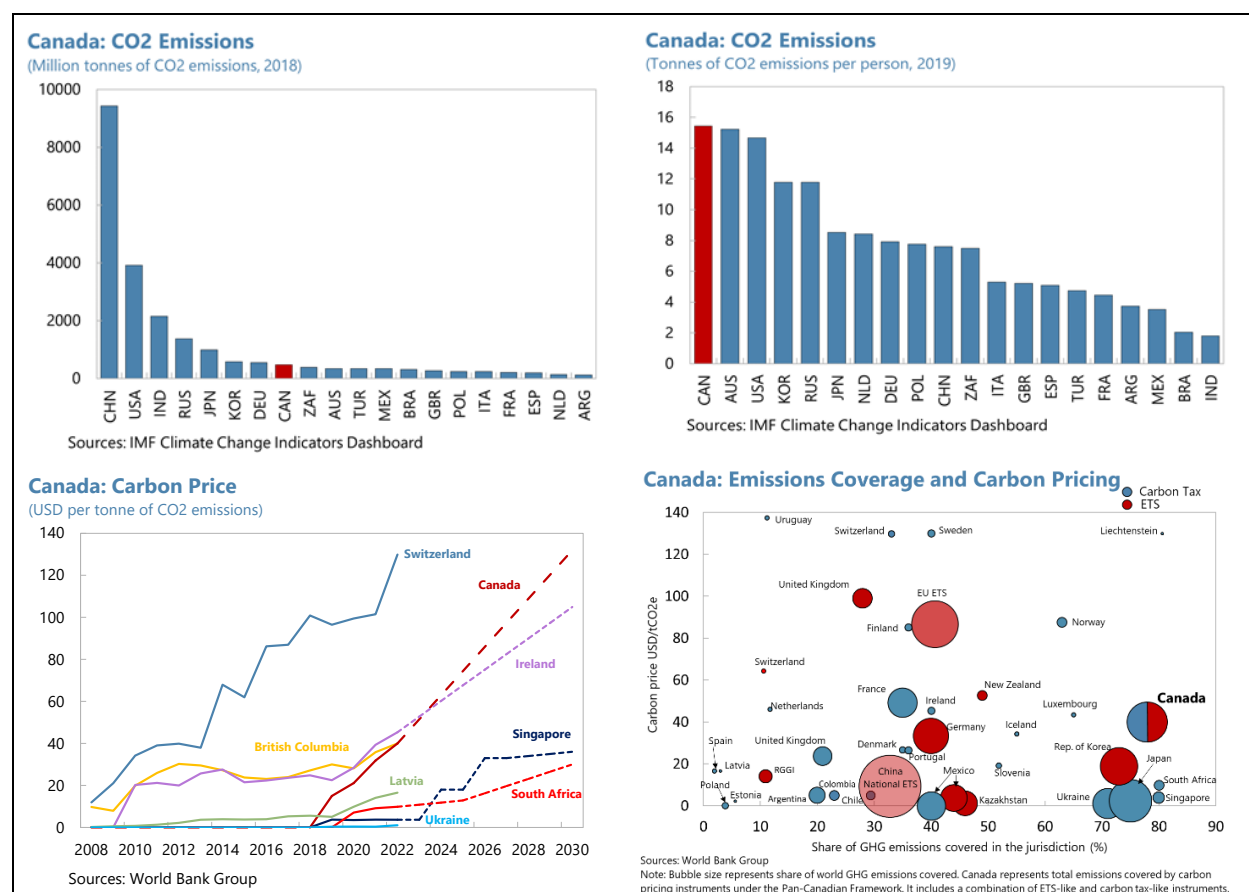 Canada: CO2 Emissions
(Million tonnes of CO2 emissions, 2018)
10000
8000
6000
4000
2000
0
CHN USA IND RUS JPN KOR DEU CAN ZAF AUS TUR MEX BRA GBR POL ITA FRA ESP NLD ARG
Sources: IMF Climate Change Indicators Dashboard
Canada: CO2 Emissions
(Tonnes of CO2 emissions per person, 2019)
18
16
14
12
10
8
6
4
2
0
CAN AUS USA KOR RUS JPN NLD DEU POL CHN ZAF ITA GBR ESP TUR FRA ARG MEX BRA IND
Sources: IMF Climate Change Indicators Dashboard
Canada: Carbon Price
(USD per tonne of CO2 emissions)
140
120
100
80
60
40
20
0
Switzerland
Canada
Ireland
British Columbia
Singapore
Latvia
South Africa
Ukraine
2008 2010 2012 2014 2016 2018 2020 2022 2024 2026 2028 2030
Sources: World Bank Group
Canada: Emissions Coverage and Carbon Pricing
Carbon Tax
ETS
Carbon price USD/tCO2e
140
120
100
80
60
40
20
0
Uruguay
Switzerland
Sweden
Liechtenstein
United Kingdom
EU ETS
Finland
Norway
Switzerland
France
Netherlands
Ireland
New Zealand
Luxembourg
Canada
Germany
Iceland
United Kingdom
Denmark
Portugal
Spain
Latvia
RGGI
Slovenia
Rep. of Korea
Japan
China
National ETS
Mexico
Poland
Estonia
Argentina
Colombia
Chile
Kazakhstan
Ukraine
South Africa
Singapore
0 10 20 30 40 50 60 70 80 90
Share of GHG emissions covered in the jurisdiction (%)
Sources: World Bank Group
Note: Bubble size represents share of world GHG emissions covered. Canada represents total emissions covered by carbon
pricing instruments under the Pan-Canadian Framework. It includes a combination of ETS-like and carbon tax-like instruments.